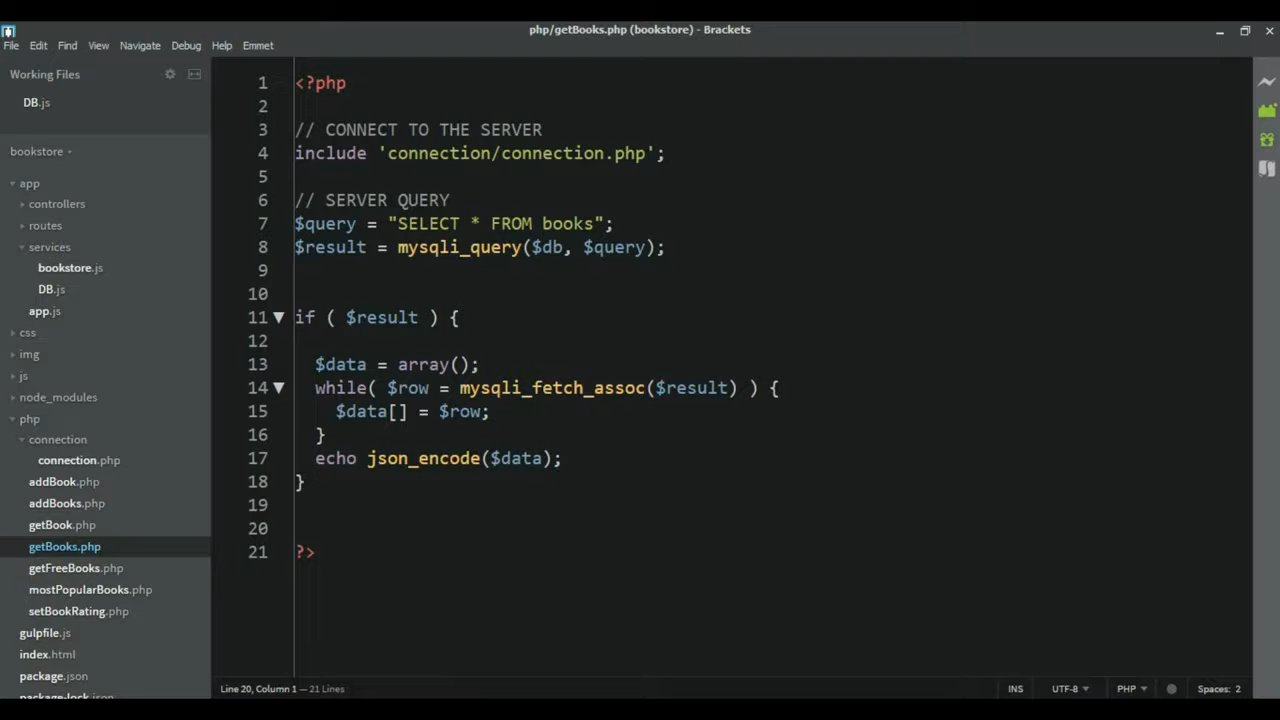 php/getBooks.php (bookstore) - Brackets
File Edit Find View Navigate Debug Help Emmet
Working Files
DB.js
bookstore
app
controllers
routes
services
bookstore.js
DB.js
app.js
css
img
js
node_modules
php
connection
connection.php
addBook.php
addBooks.php
getBook.php
getBooks.php
getFreeBooks.php
mostPopularBooks.php
setBookRating.php
gulpfile.js
index.html
package.json
package-lock.json
1 <?php
2
3 // CONNECT TO THE SERVER
4 include 'connection/connection.php';
5
6 // SERVER QUERY
7 $query = "SELECT * FROM books";
8 $result = mysqli_query($db, $query);
9
10
11 if ( $result ) {
12
13 $data = array();
14 while( $row = mysqli_fetch_assoc($result) ) {
15 $data[] = $row;
16 }
17 echo json_encode($data);
18 }
19
20
21 ?>
Line 20, Column 1 — 21 Lines
INS UTF-8 PHP Spaces: 2